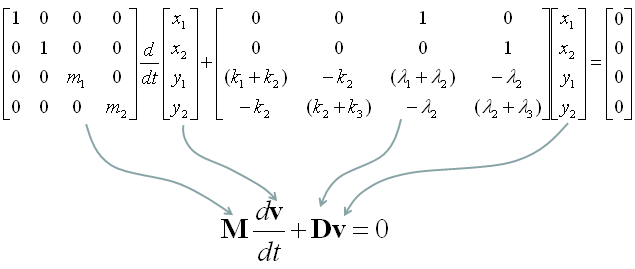 [1 0 0 0; 0 1 0 0; 0 0 m₁ 0; 0 0 0 m₂] d/dt [x₁; x₂; y₁; y₂] + [0 0 1 0; 0 0 0 1; (k₁+k₂) −k₂ (λ₁+λ₂) −λ₂; −k₂ (k₂+k₃) −λ₂ (λ₂+λ₃)] [x₁; x₂; y₁; y₂] = [0; 0; 0; 0]
M dv/dt + Dv = 0